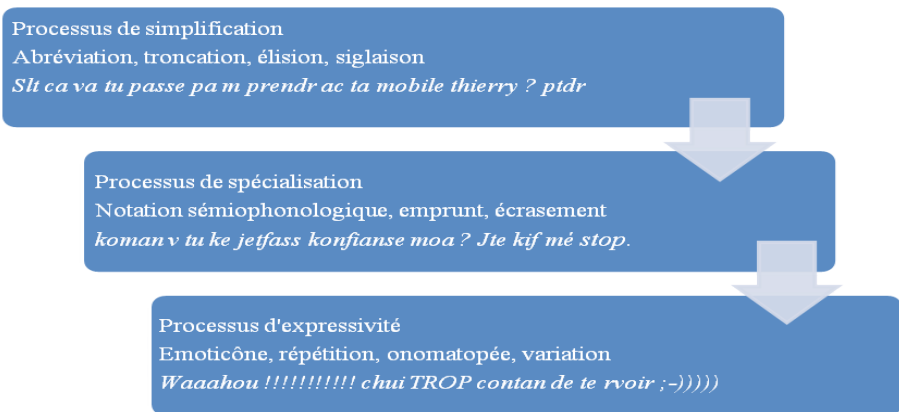 Processus de simplification
Abréviation, troncation, élision, siglaison
Slt ca va tu passe pa m prendr ac ta mobile thierry ? ptdr
Processus de spécialisation
Notation sémiophonologique, emprunt, écrasement
koman v tu ke jetfass konfianse moa ? Jte kif mé stop.
Processus d'expressivité
Emoticône, répétition, onomatopée, variation
Waaahou !!!!!!!!!!! chui TROP contan de te rvoir ;-)))))